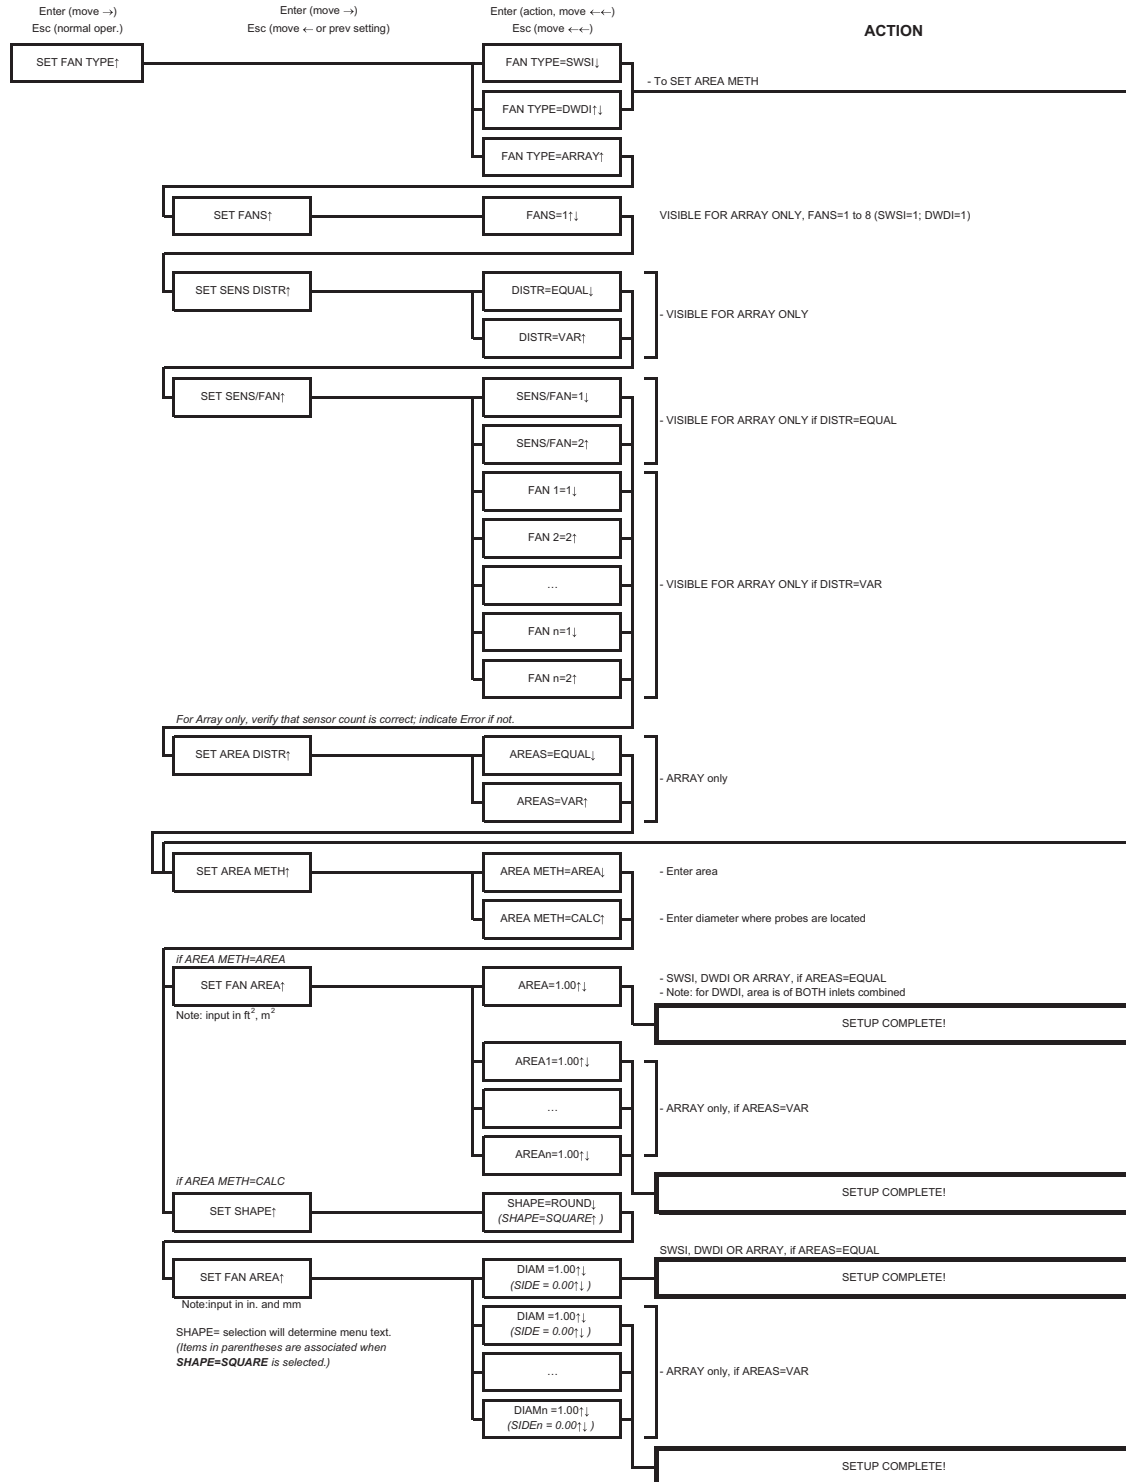 Enter (move →)
Esc (normal oper.)
Enter (move →)
Esc (move ← or prev setting)
Enter (action, move ←←)
Esc (move ←←)
ACTION
SET FAN TYPE↑
FAN TYPE=SWSI↓
- To SET AREA METH
FAN TYPE=DWDI↑↓
FAN TYPE=ARRAY↑
SET FANS↑
FANS=1↑↓
VISIBLE FOR ARRAY ONLY, FANS=1 to 8 (SWSI=1; DWDI=1)
SET SENS DISTR↑
DISTR=EQUAL↓
- VISIBLE FOR ARRAY ONLY
DISTR=VAR↑
SET SENS/FAN↑
SENS/FAN=1↓
- VISIBLE FOR ARRAY ONLY if DISTR=EQUAL
SENS/FAN=2↑
FAN 1=1↓
FAN 2=2↑
...
- VISIBLE FOR ARRAY ONLY if DISTR=VAR
FAN n=1↓
FAN n=2↑
For Array only, verify that sensor count is correct; indicate Error if not.
SET AREA DISTR↑
AREAS=EQUAL↓
- ARRAY only
AREAS=VAR↑
SET AREA METH↑
AREA METH=AREA↓
- Enter area
AREA METH=CALC↑
- Enter diameter where probes are located
if AREA METH=AREA
SET FAN AREA↑
Note: input in ft², m²
AREA=1.00↑↓
- SWSI, DWDI OR ARRAY, if AREAS=EQUAL
- Note: for DWDI, area is of BOTH inlets combined
SETUP COMPLETE!
AREA1=1.00↑↓
...
- ARRAY only, if AREAS=VAR
AREAn=1.00↑↓
SETUP COMPLETE!
if AREA METH=CALC
SET SHAPE↑
SHAPE=ROUND↓
(SHAPE=SQUARE↑ )
SWSI, DWDI OR ARRAY, if AREAS=EQUAL
SET FAN AREA↑
DIAM =1.00↑↓
(SIDE = 0.00↑↓ )
SETUP COMPLETE!
Note:input in in. and mm
SHAPE= selection will determine menu text.
(Items in parentheses are associated when
SHAPE=SQUARE is selected.)
DIAM =1.00↑↓
(SIDE = 0.00↑↓ )
...
- ARRAY only, if AREAS=VAR
DIAMn =1.00↑↓
(SIDEn = 0.00↑↓ )
SETUP COMPLETE!